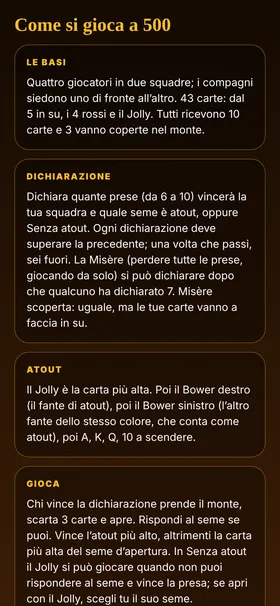 Come si gioca a 500
LE BASI
Quattro giocatori in due squadre; i compagni
siedono uno di fronte all'altro. 43 carte: dal
5 in su, i 4 rossi e il Jolly. Tutti ricevono 10
carte e 3 vanno coperte nel monte.
DICHIARAZIONE
Dichiara quante prese (da 6 a 10) vincerà la
tua squadra e quale seme è atout, oppure
Senza atout. Ogni dichiarazione deve
superare la precedente; una volta che passi,
sei fuori. La Misère (perdere tutte le prese,
giocando da solo) si può dichiarare dopo
che qualcuno ha dichiarato 7. Misère
scoperta: uguale, ma le tue carte vanno a
faccia in su.
ATOUT
Il Jolly è la carta più alta. Poi il Bower destro
(il fante di atout), poi il Bower sinistro (l'altro
fante dello stesso colore, che conta come
atout), poi A, K, Q, 10 a scendere.
GIOCA
Chi vince la dichiarazione prende il monte,
scarta 3 carte e apre. Rispondi al seme se
puoi. Vince l'atout più alto, altrimenti la carta
più alta del seme d'apertura. In Senza atout
il Jolly si può giocare quando non puoi
rispondere al seme e vince la presa; se apri
con il Jolly, scegli tu il suo seme.